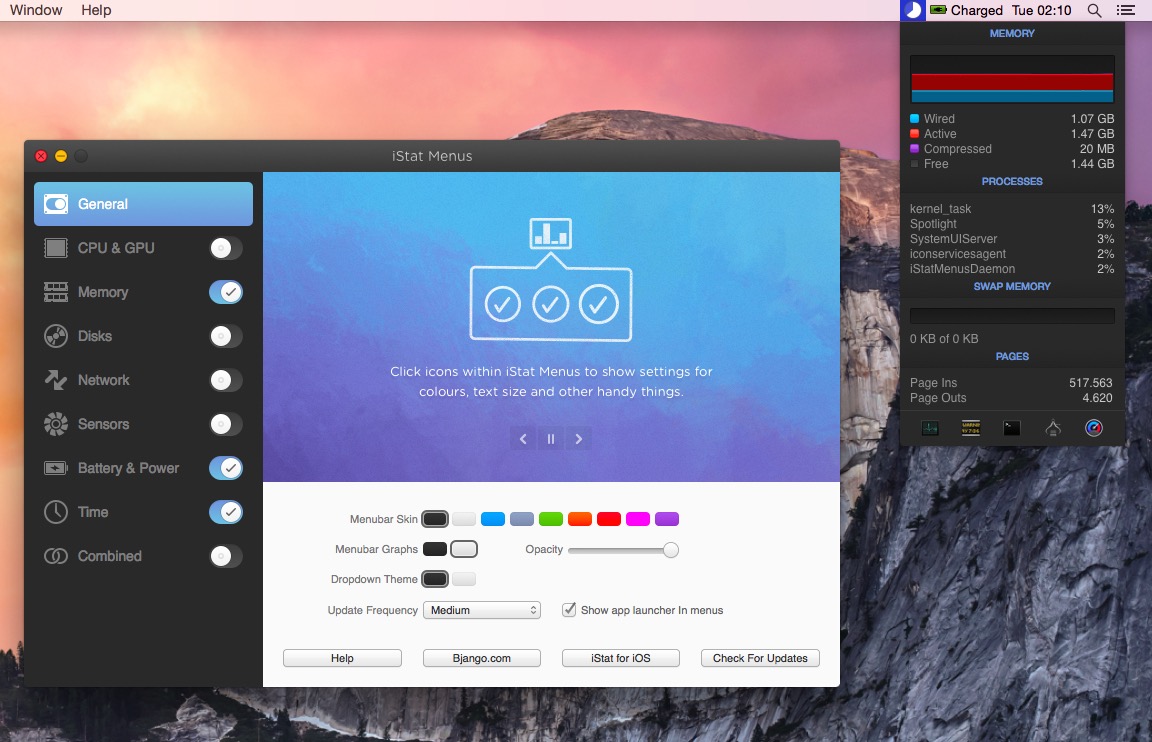 Window Help
Charged Tue 02:10
MEMORY
Wired 1.07 GB
Active 1.47 GB
Compressed 20 MB
Free 1.44 GB
PROCESSES
kernel_task 13%
Spotlight 5%
SystemUIServer 3%
iconservicesagent 2%
iStatMenusDaemon 2%
SWAP MEMORY
0 KB of 0 KB
PAGES
Page Ins 517.563
Page Outs 4.620
iStat Menus
General
CPU & GPU
Memory
Disks
Network
Sensors
Battery & Power
Time
Combined
Click icons within iStat Menus to show settings for
colours, text size and other handy things.
Menubar Skin
Menubar Graphs Opacity
Dropdown Theme
Update Frequency Medium Show app launcher In menus
Help Bjango.com iStat for iOS Check For Updates